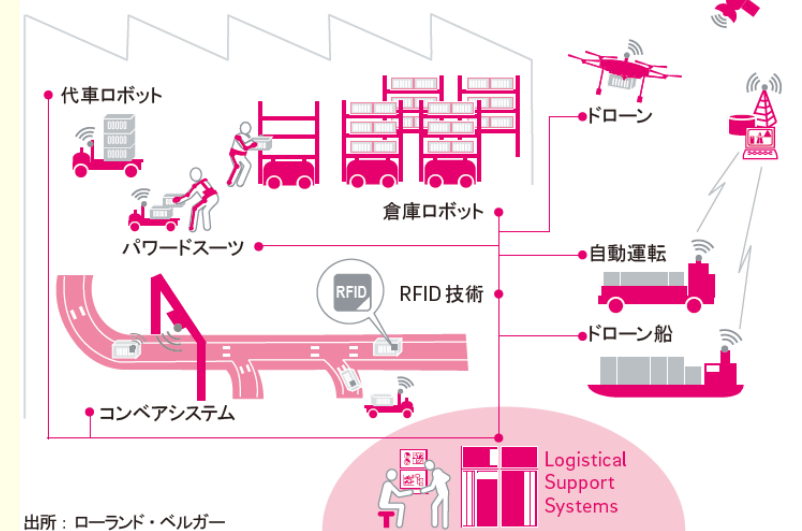 代車ロボット
ドローン
倉庫ロボット
パワードスーツ
自動運転
RFID
RFID 技術
ドローン船
コンベアシステム
Logistical
Support
Systems
出所：ローランド・ベルガー